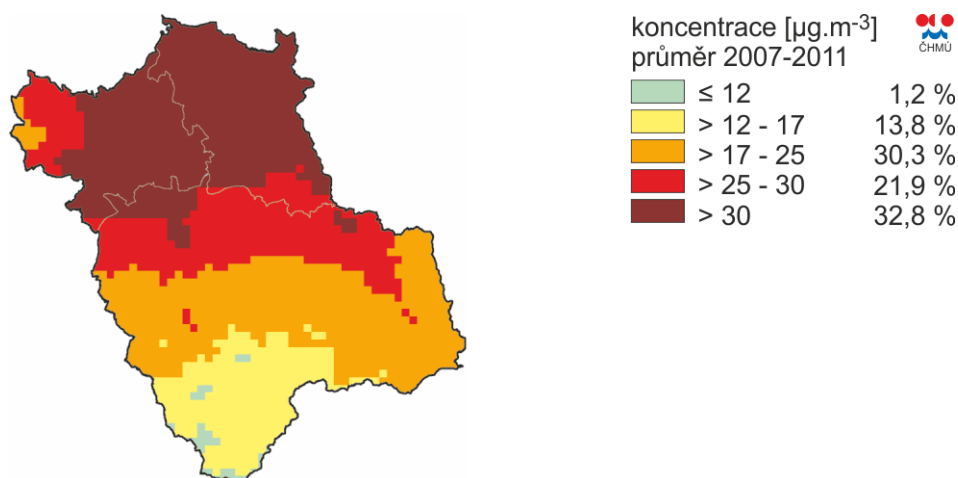 koncentrace [µg.m-3]
průměr 2007-2011
ČHMÚ
≤ 12 1,2 %
> 12 - 17 13,8 %
> 17 - 25 30,3 %
> 25 - 30 21,9 %
> 30 32,8 %